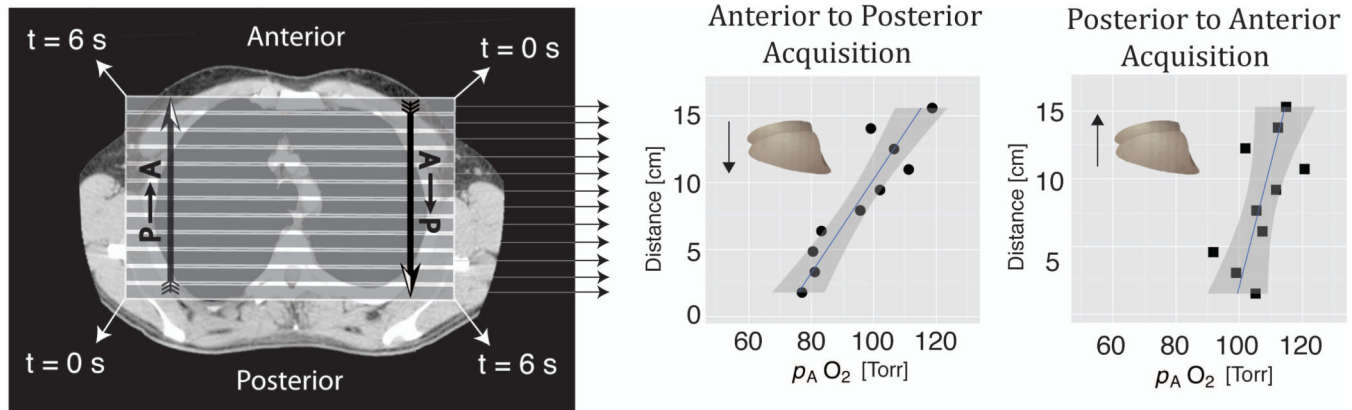 t = 6 s
Anterior
t = 0 s
P
A
A
P
t = 0 s
Posterior
t = 6 s
Anterior to Posterior
Acquisition
Distance [cm]
15
10
5
0
60 80 100 120
pA O2 [Torr]
Posterior to Anterior
Acquisition
Distance [cm]
15
10
5
60 80 100 120
pA O2 [Torr]